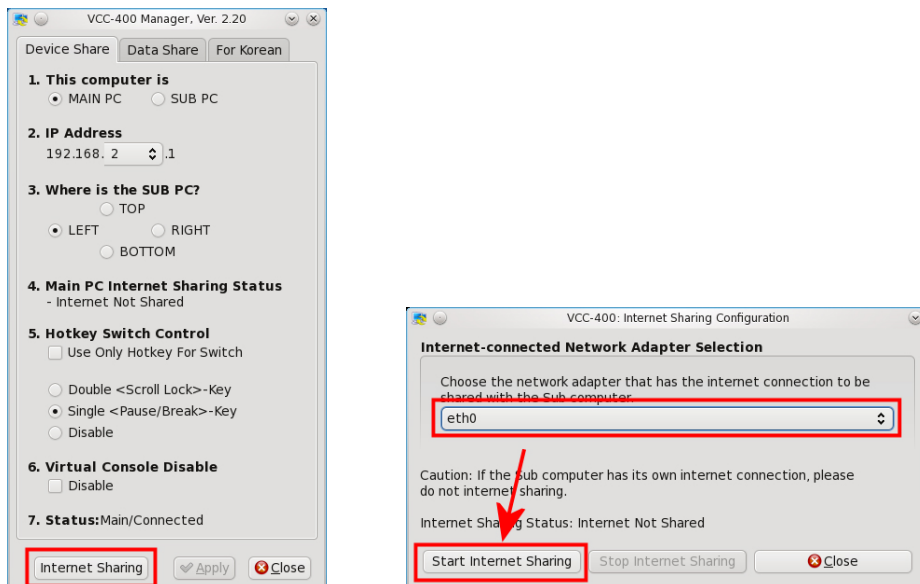 VCC-400 Manager, Ver. 2.20
Device Share Data Share For Korean
1. This computer is
MAIN PC SUB PC
2. IP Address
192.168. 2 .1
3. Where is the SUB PC?
TOP
LEFT RIGHT
BOTTOM
4. Main PC Internet Sharing Status
- Internet Not Shared
5. Hotkey Switch Control
Use Only Hotkey For Switch
Double <Scroll Lock>-Key
Single <Pause/Break>-Key
Disable
6. Virtual Console Disable
Disable
7. Status:Main/Connected
Internet Sharing Apply Close
VCC-400: Internet Sharing Configuration
Internet-connected Network Adapter Selection
Choose the network adapter that has the internet connection to be
shared with the Sub computer.
eth0
Caution: If the Sub computer has its own internet connection, please
do not internet sharing.
Internet Sharing Status: Internet Not Shared
Start Internet Sharing Stop Internet Sharing Close